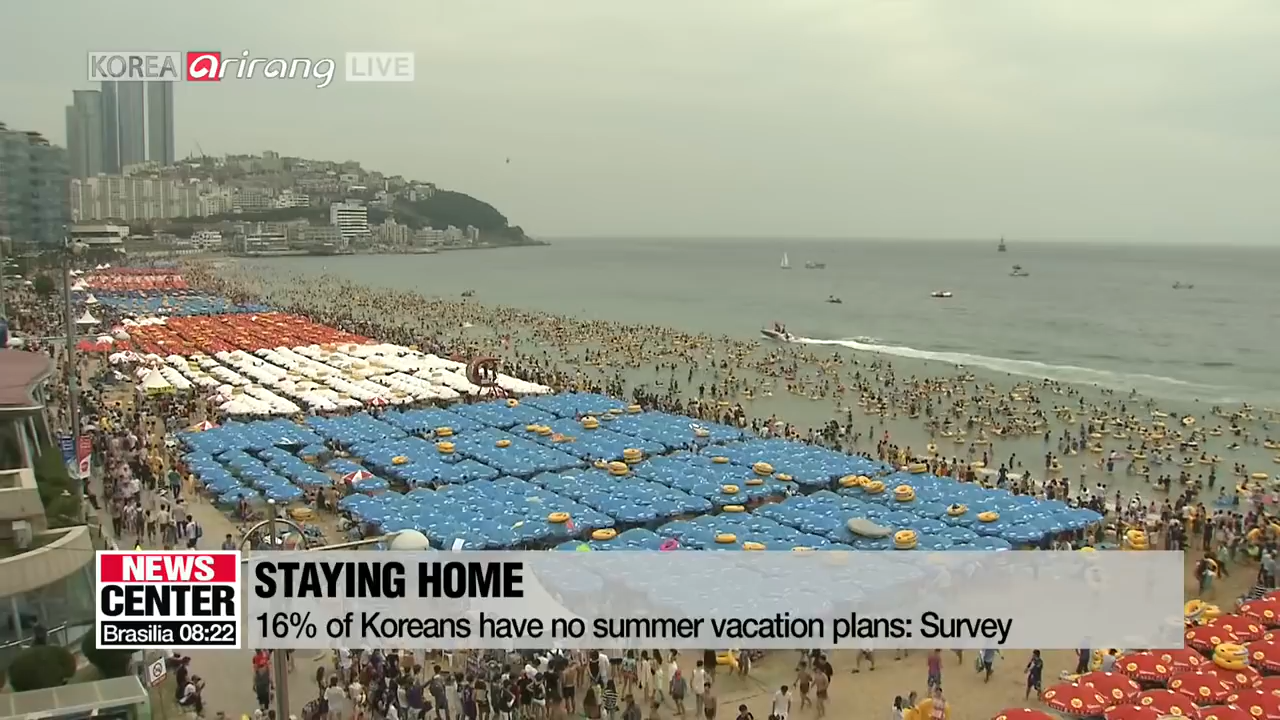 KOREA arirang LIVE
NEWS
CENTER
Brasilia 08:22
STAYING HOME
16% of Koreans have no summer vacation plans: Survey